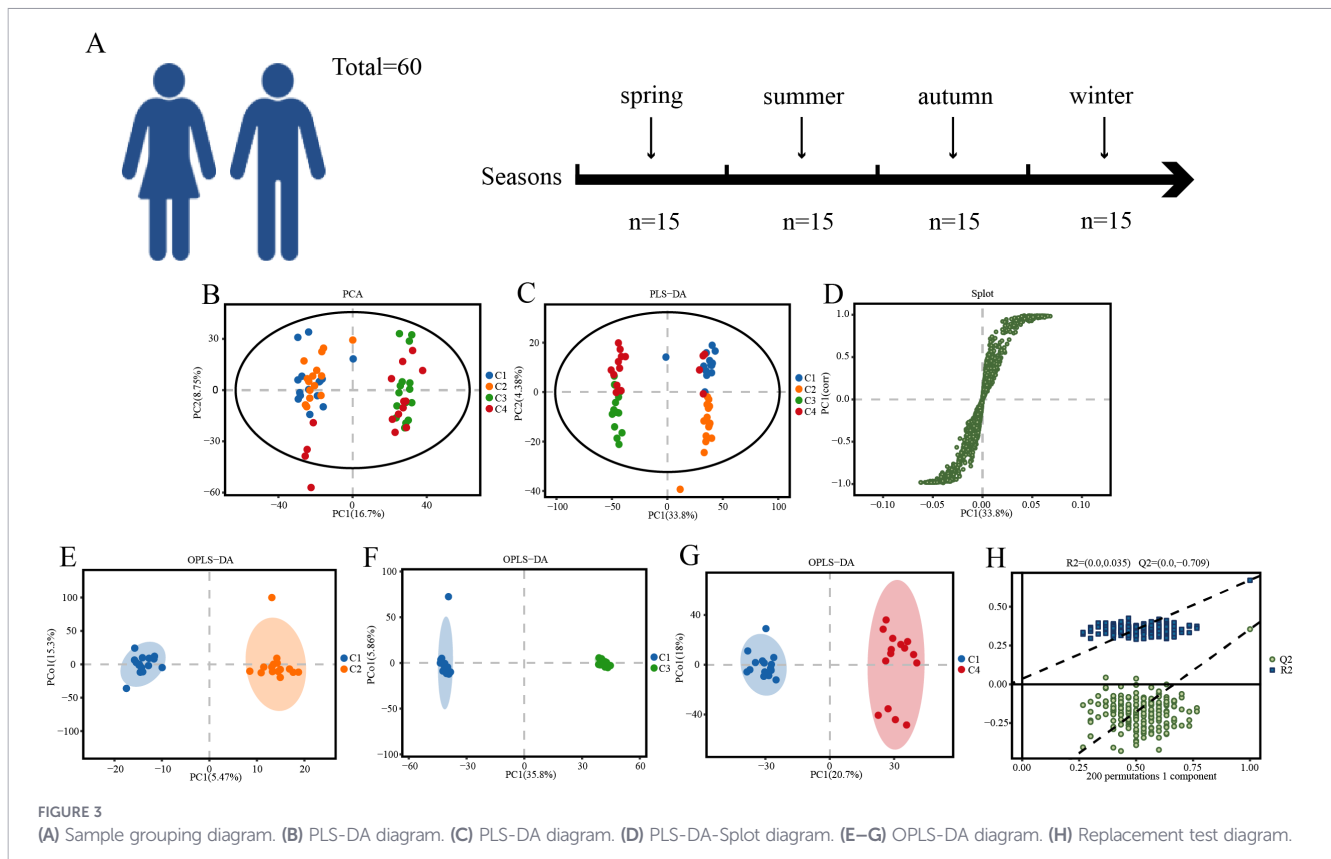 A
Total=60
spring summer autumn winter
Seasons
n=15 n=15 n=15 n=15
B
PCA
PC2(8.75%)
30
0
−30
−60
−40 0 40
PC1(16.7%)
C1
C2
C3
C4
C
PLS−DA
PC2(4.38%)
20
0
−20
−40
−100 −50 0 50 100
PC1(33.8%)
C1
C2
C3
C4
D
Splot
PC1(corr)
1.0
0.5
0.0
−0.5
−1.0
−0.10 −0.05 0.00 0.05 0.10
PC1(33.8%)
E
OPLS−DA
PCo1(15.3%)
100
50
0
−50
−100
−20 −10 0 10 20
PC1(5.47%)
C1
C2
F
OPLS−DA
PCo1(5.86%)
100
50
0
−50
−100
−60 −30 0 30 60
PC1(35.8%)
C1
C3
G
OPLS−DA
PCo1(18%)
40
0
−40
−30 30
PC1(20.7%)
C1
C4
H
R2=(0.0,0.035) Q2=(0.0,−0.709)
0.50
0.25
0.00
−0.25
0.00 0.25 0.50 0.75 1.00
200 permutations 1 component
Q2
R2
FIGURE 3
(A) Sample grouping diagram. (B) PLS-DA diagram. (C) PLS-DA diagram. (D) PLS-DA-Splot diagram. (E–G) OPLS-DA diagram. (H) Replacement test diagram.